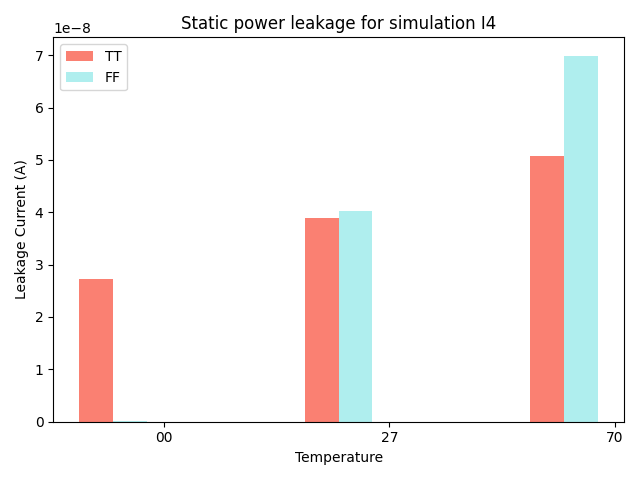 Static power leakage for simulation I4
1e−8
TT
FF
7
6
5
4
3
2
1
0
Leakage Current (A)
00
27
70
Temperature